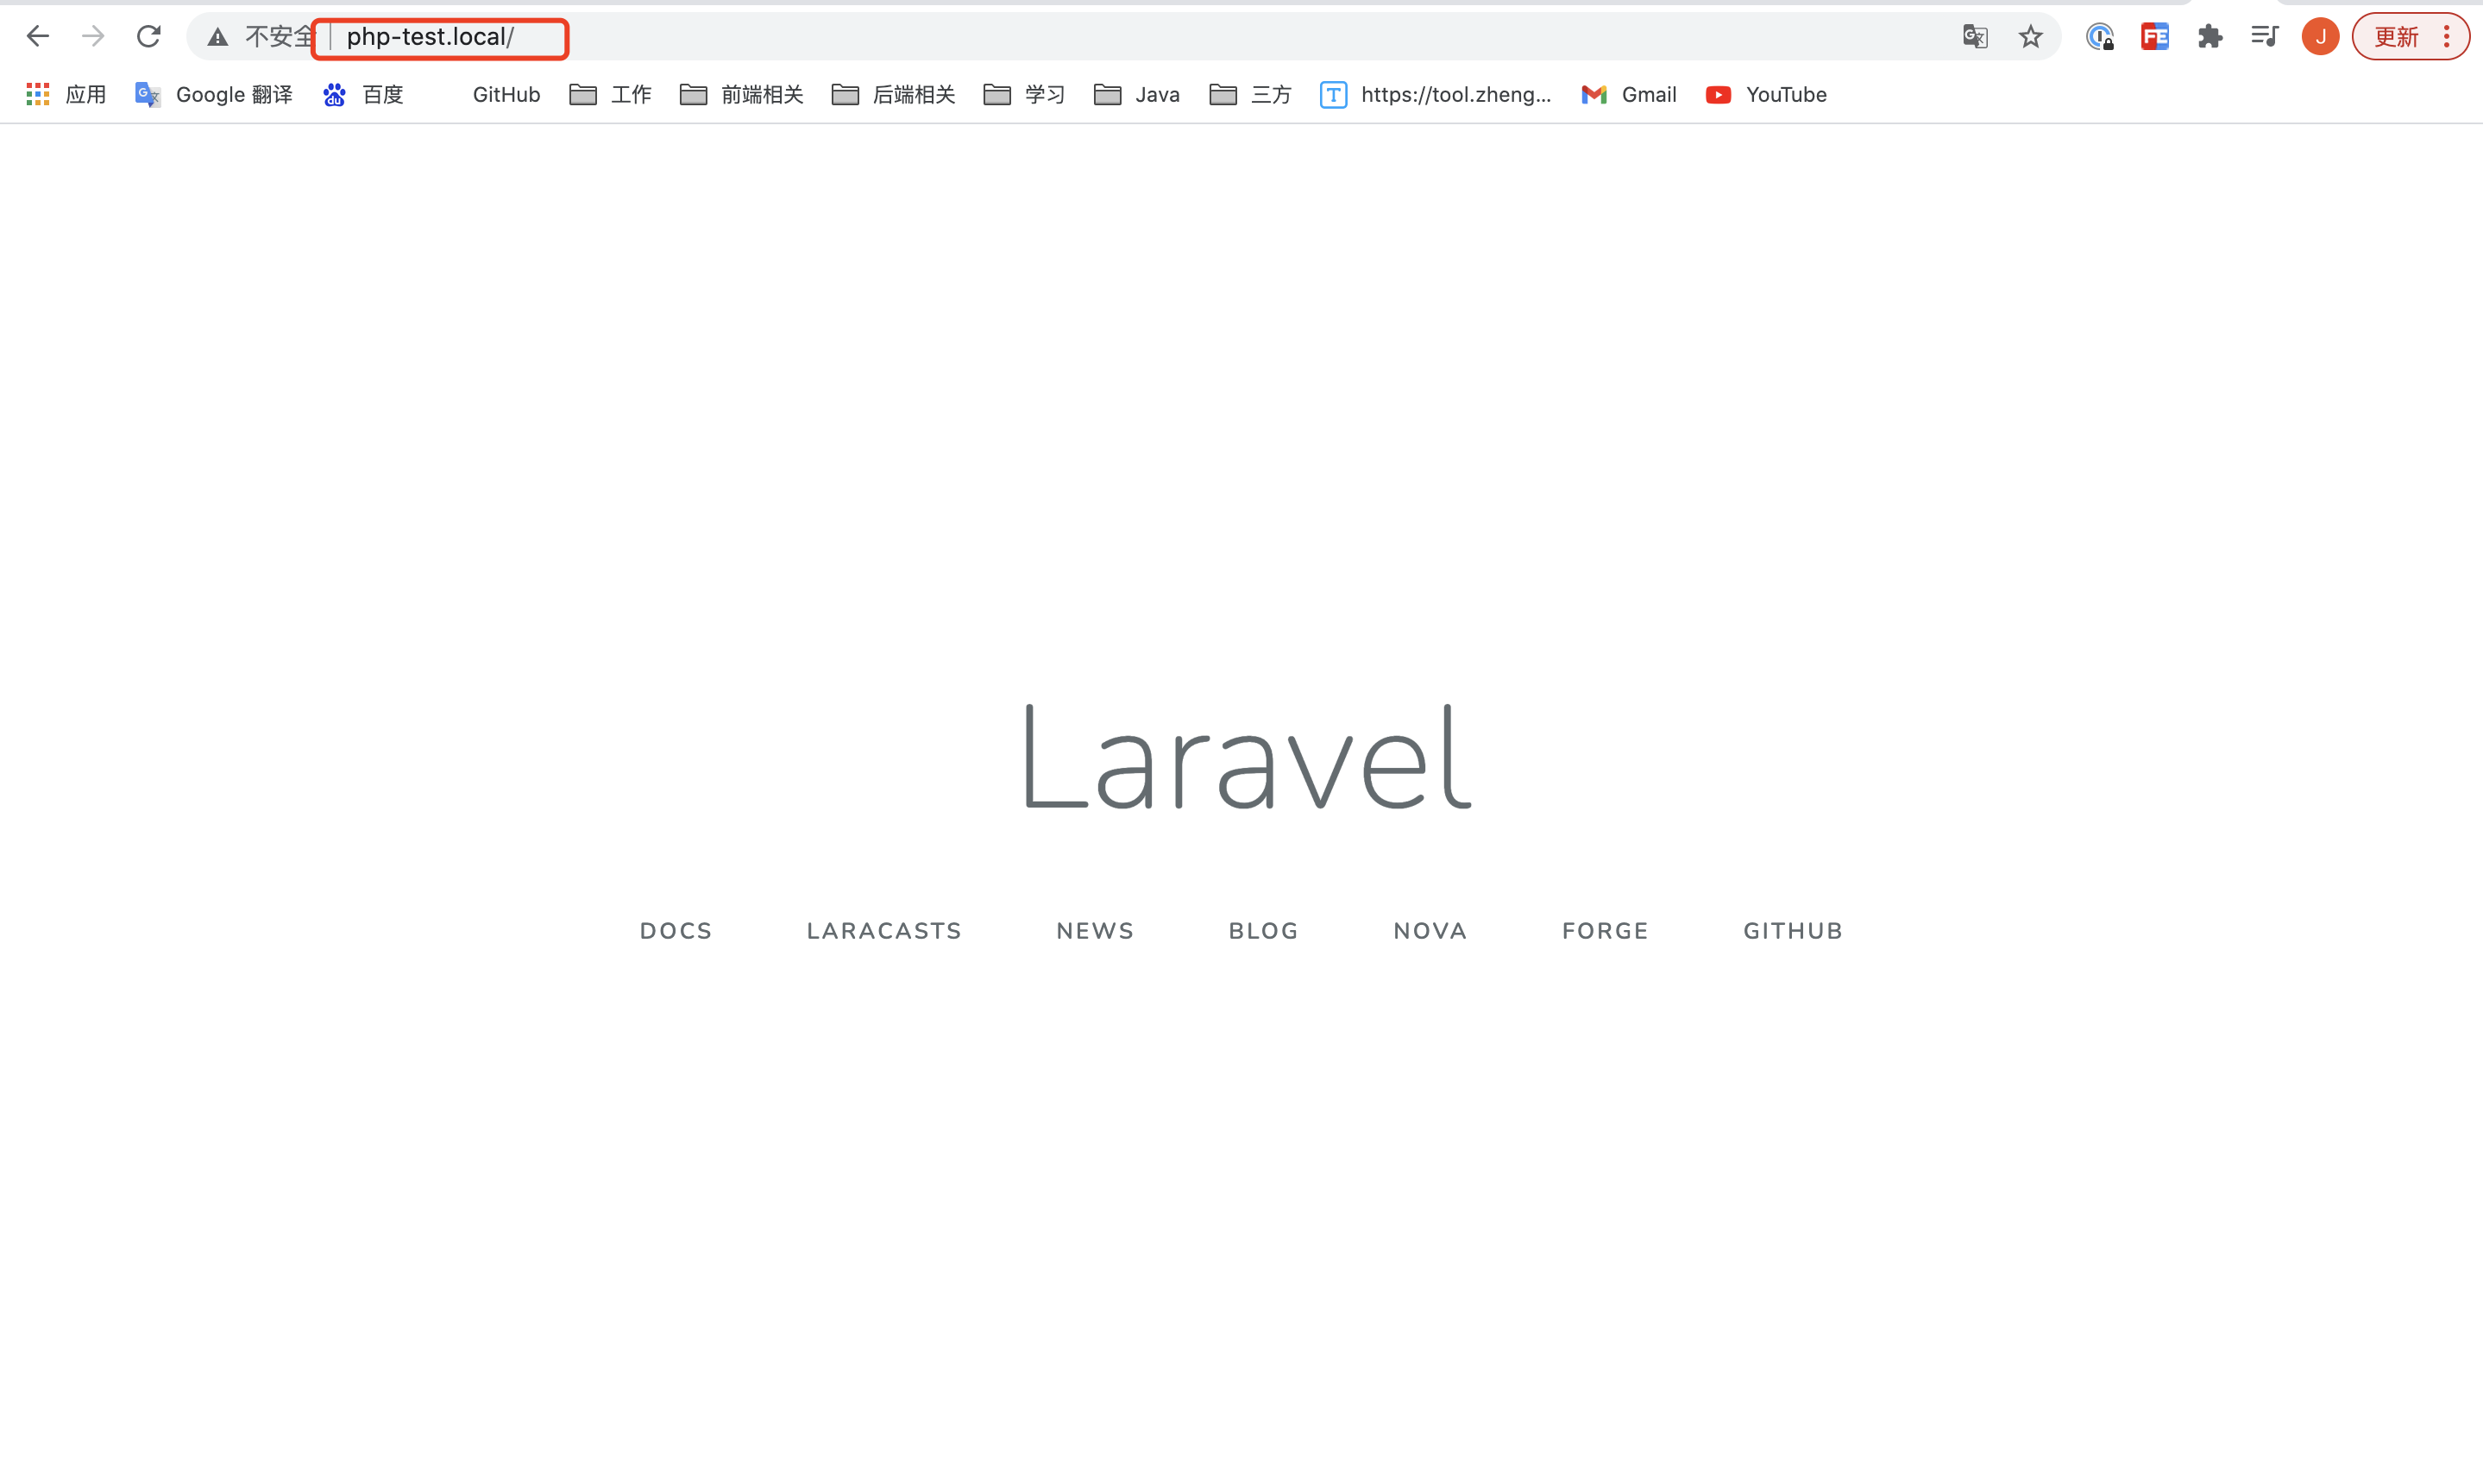 不安全 php-test.local/ 更新
应用 Google 翻译 百度 GitHub 工作 前端相关 后端相关 学习 Java 三方 https://tool.zheng... Gmail YouTube
Laravel
DOCS LARACASTS NEWS BLOG NOVA FORGE GITHUB